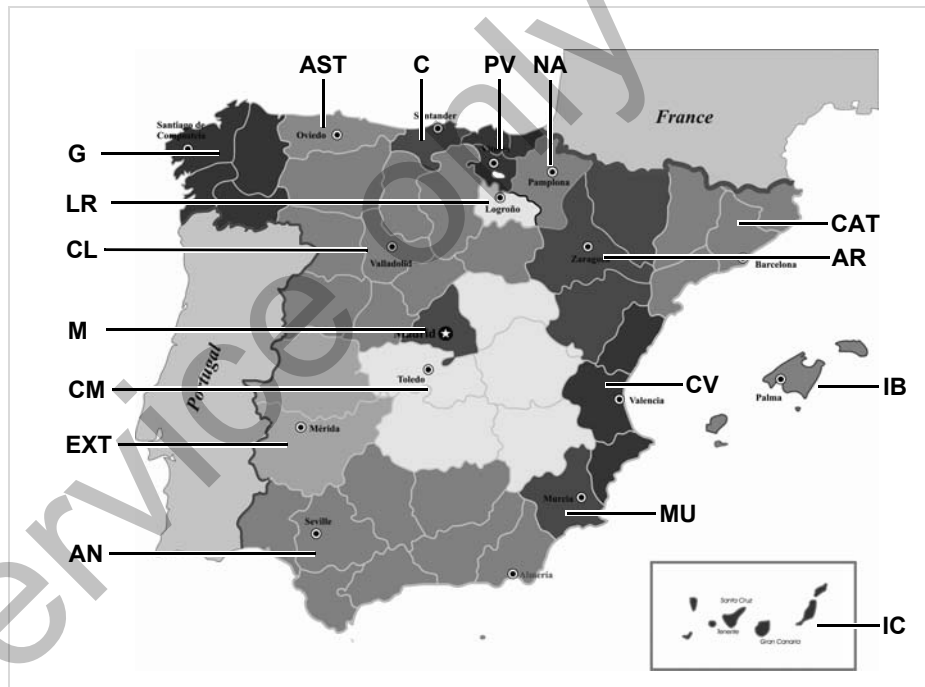 AST
C
PV
NA
France
Santander
Santiago de
Compostela
Oviedo
G
Pamplona
LR
Logroño
CAT
CL
Valladolid
Zaragoza
AR
Barcelona
M
Madrid
Portugal
Toledo
CM
CV
Palma
IB
Valencia
EXT
Mérida
Murcia
MU
Seville
AN
Almería
Santa Cruz
Tenerife
Gran Canaria
IC
service only